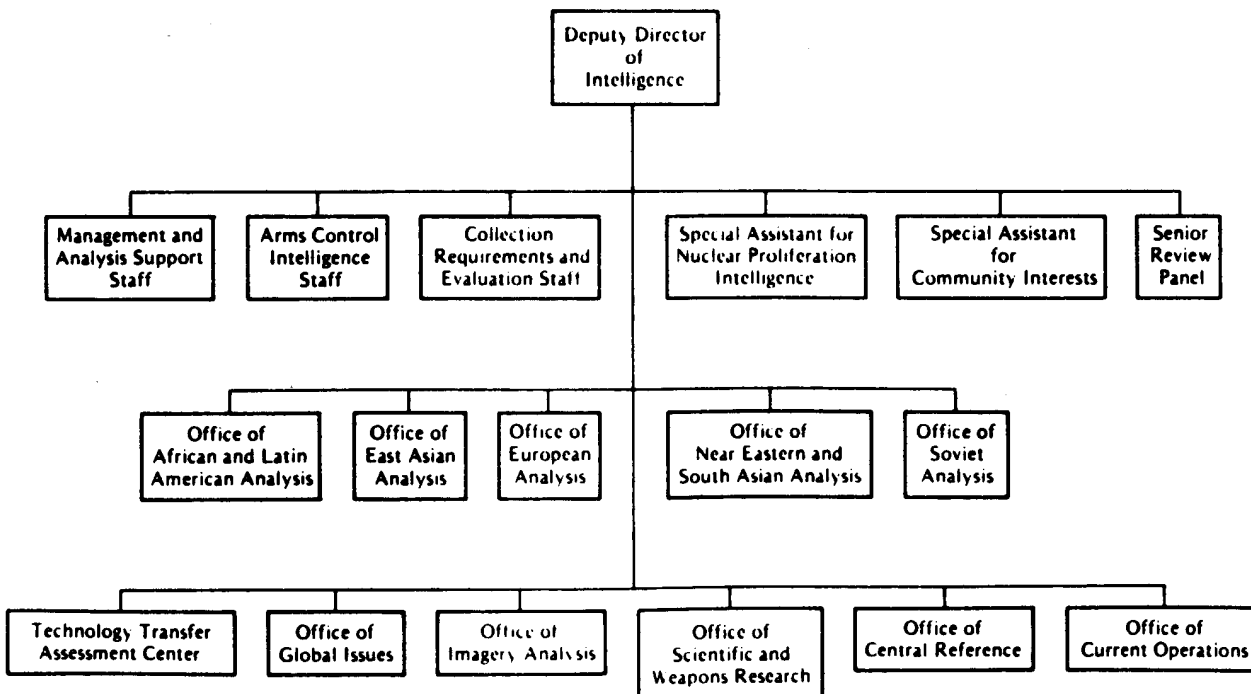 Deputy Director
of
Intelligence
Management and
Analysis Support
Staff
Arms Control
Intelligence
Staff
Collection
Requirements and
Evaluation Staff
Special Assistant for
Nuclear Proliferation
Intelligence
Special Assistant
for
Community Interests
Senior
Review
Panel
Office of
African and Latin
American Analysis
Office of
East Asian
Analysis
Office of
European
Analysis
Office of
Near Eastern and
South Asian Analysis
Office of
Soviet
Analysis
Technology Transfer
Assessment Center
Office of
Global Issues
Office of
Imagery Analysis
Office of
Scientific and
Weapons Research
Office of
Central Reference
Office of
Current Operations